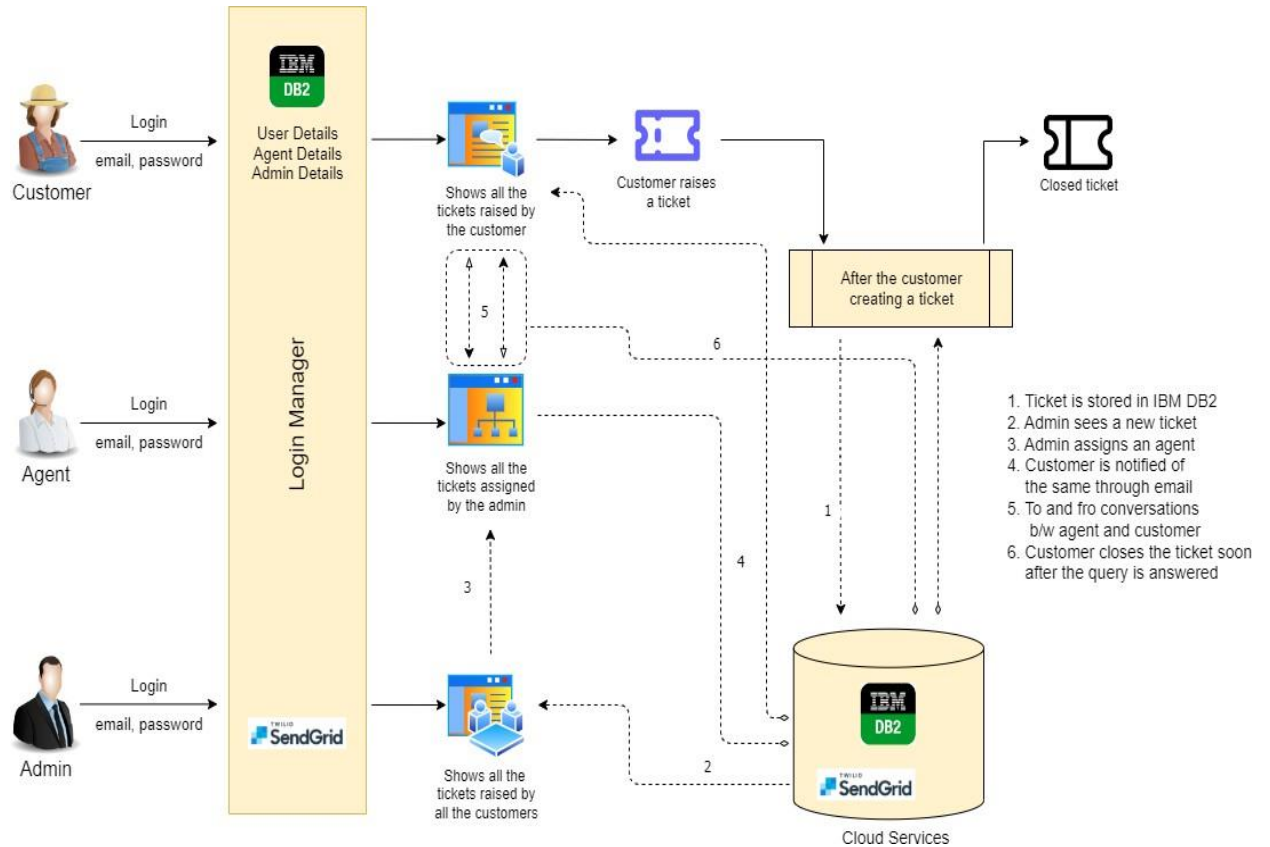 IBM
DB2
User Details
Agent Details
Admin Details
Login
email, password
Customer
Shows all the
tickets raised by
the customer
Customer raises
a ticket
Closed ticket
After the customer
creating a ticket
5
6
Login Manager
Login
email, password
Agent
Shows all the
tickets assigned
by the admin
1. Ticket is stored in IBM DB2
2. Admin sees a new ticket
3. Admin assigns an agent
4. Customer is notified of
the same through email
5. To and fro conversations
b/w agent and customer
6. Customer closes the ticket soon
after the query is answered
1
4
3
Login
email, password
Admin
TWILIO
SendGrid
Shows all the
tickets raised by
all the customers
2
IBM
DB2
TWILIO
SendGrid
Cloud Services